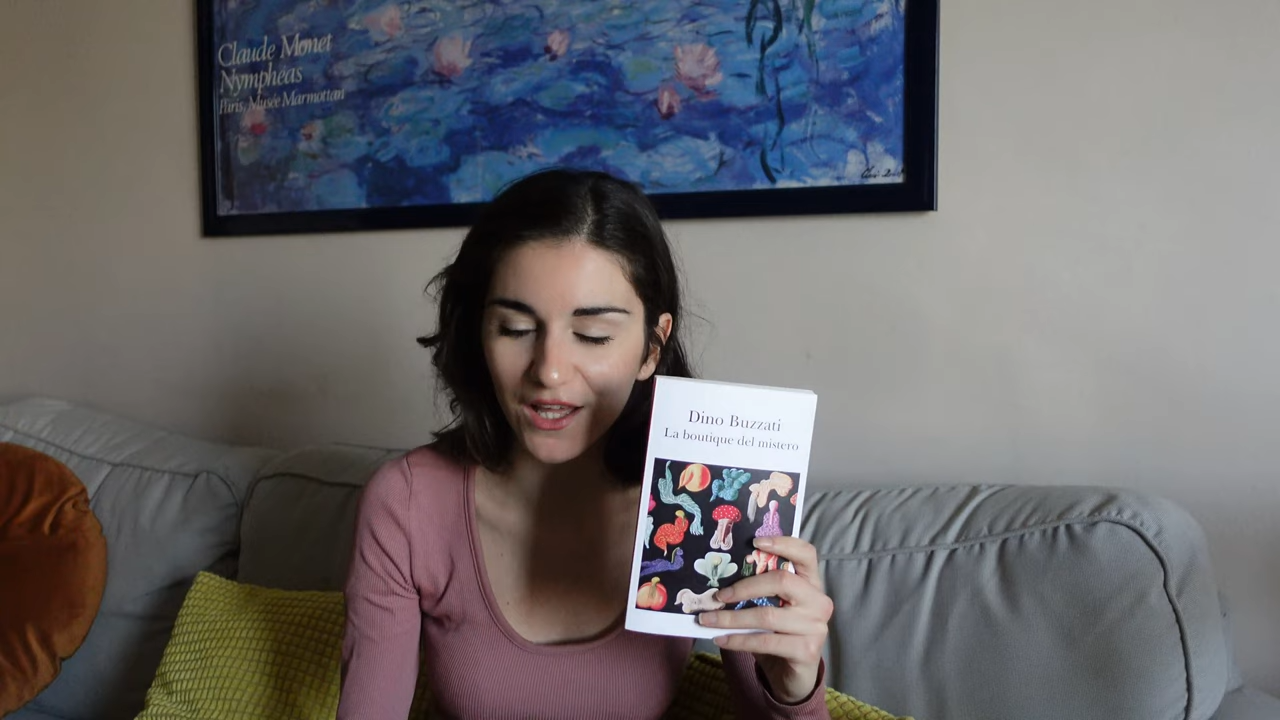 Claude Monet
Nymphéas
Paris, Musée Marmottan
Dino Buzzati
La boutique del mistero